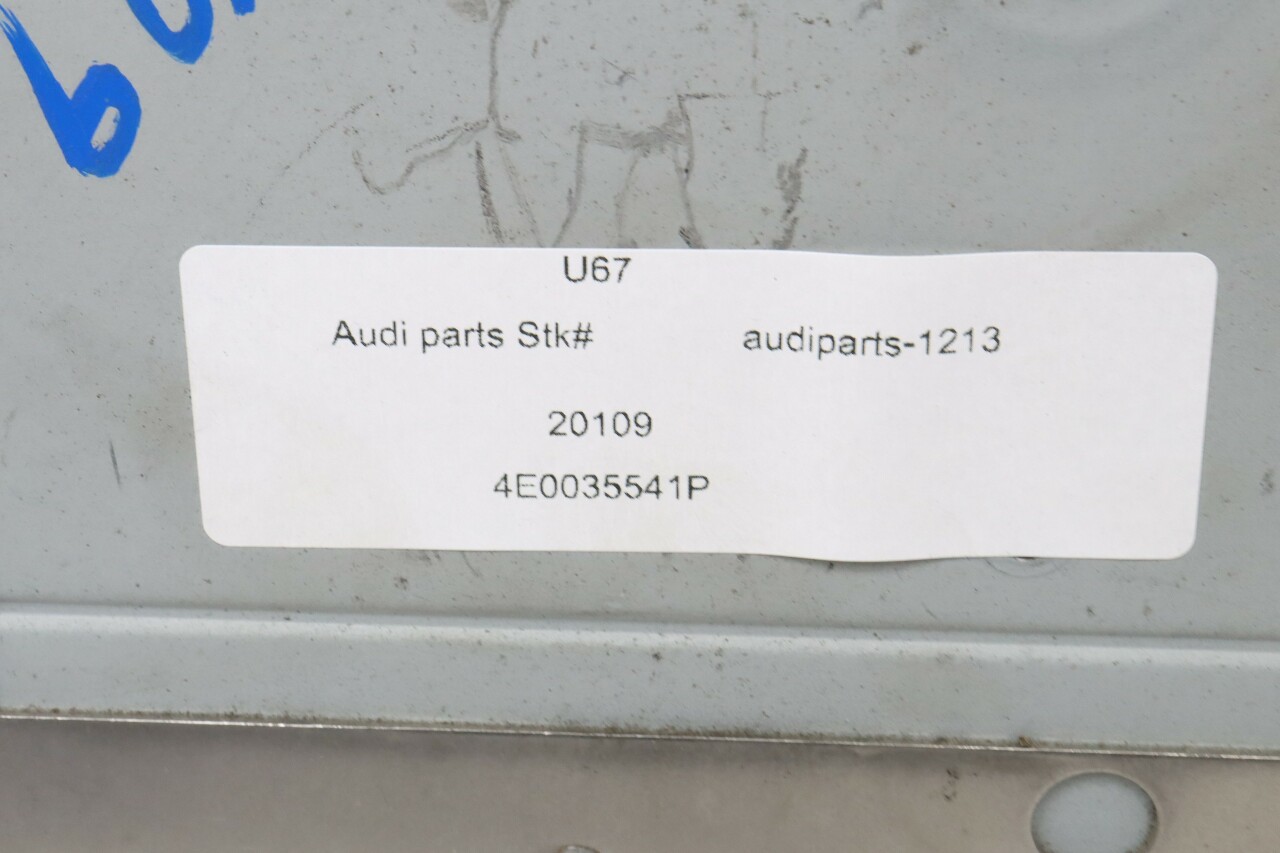 U67
Audi parts Stk# audiparts-1213
20109
4E0035541P